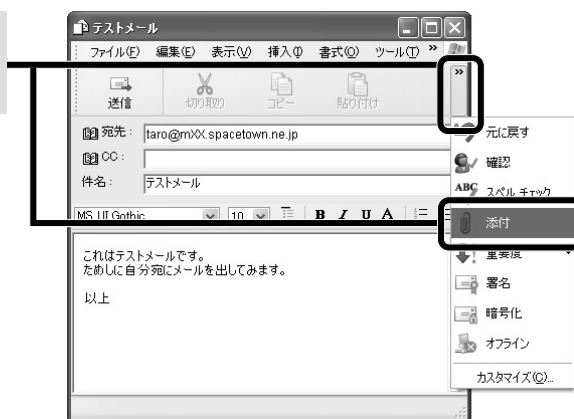 テストメール
ファイル(F) 編集(E) 表示(V) 挿入(I) 書式(O) ツール(T) »
»
送信 切り取り コピー 貼り付け
宛先: taro@mXX.spacetown.ne.jp
CC:
件名: テストメール
MS UI Gothic 10 B I U A
これはテストメールです。
ためしに自分宛にメールを出してみます。
以上
元に戻す
確認
ABC スペル チェック
添付
重要度
署名
暗号化
オフライン
カスタマイズ(C)...